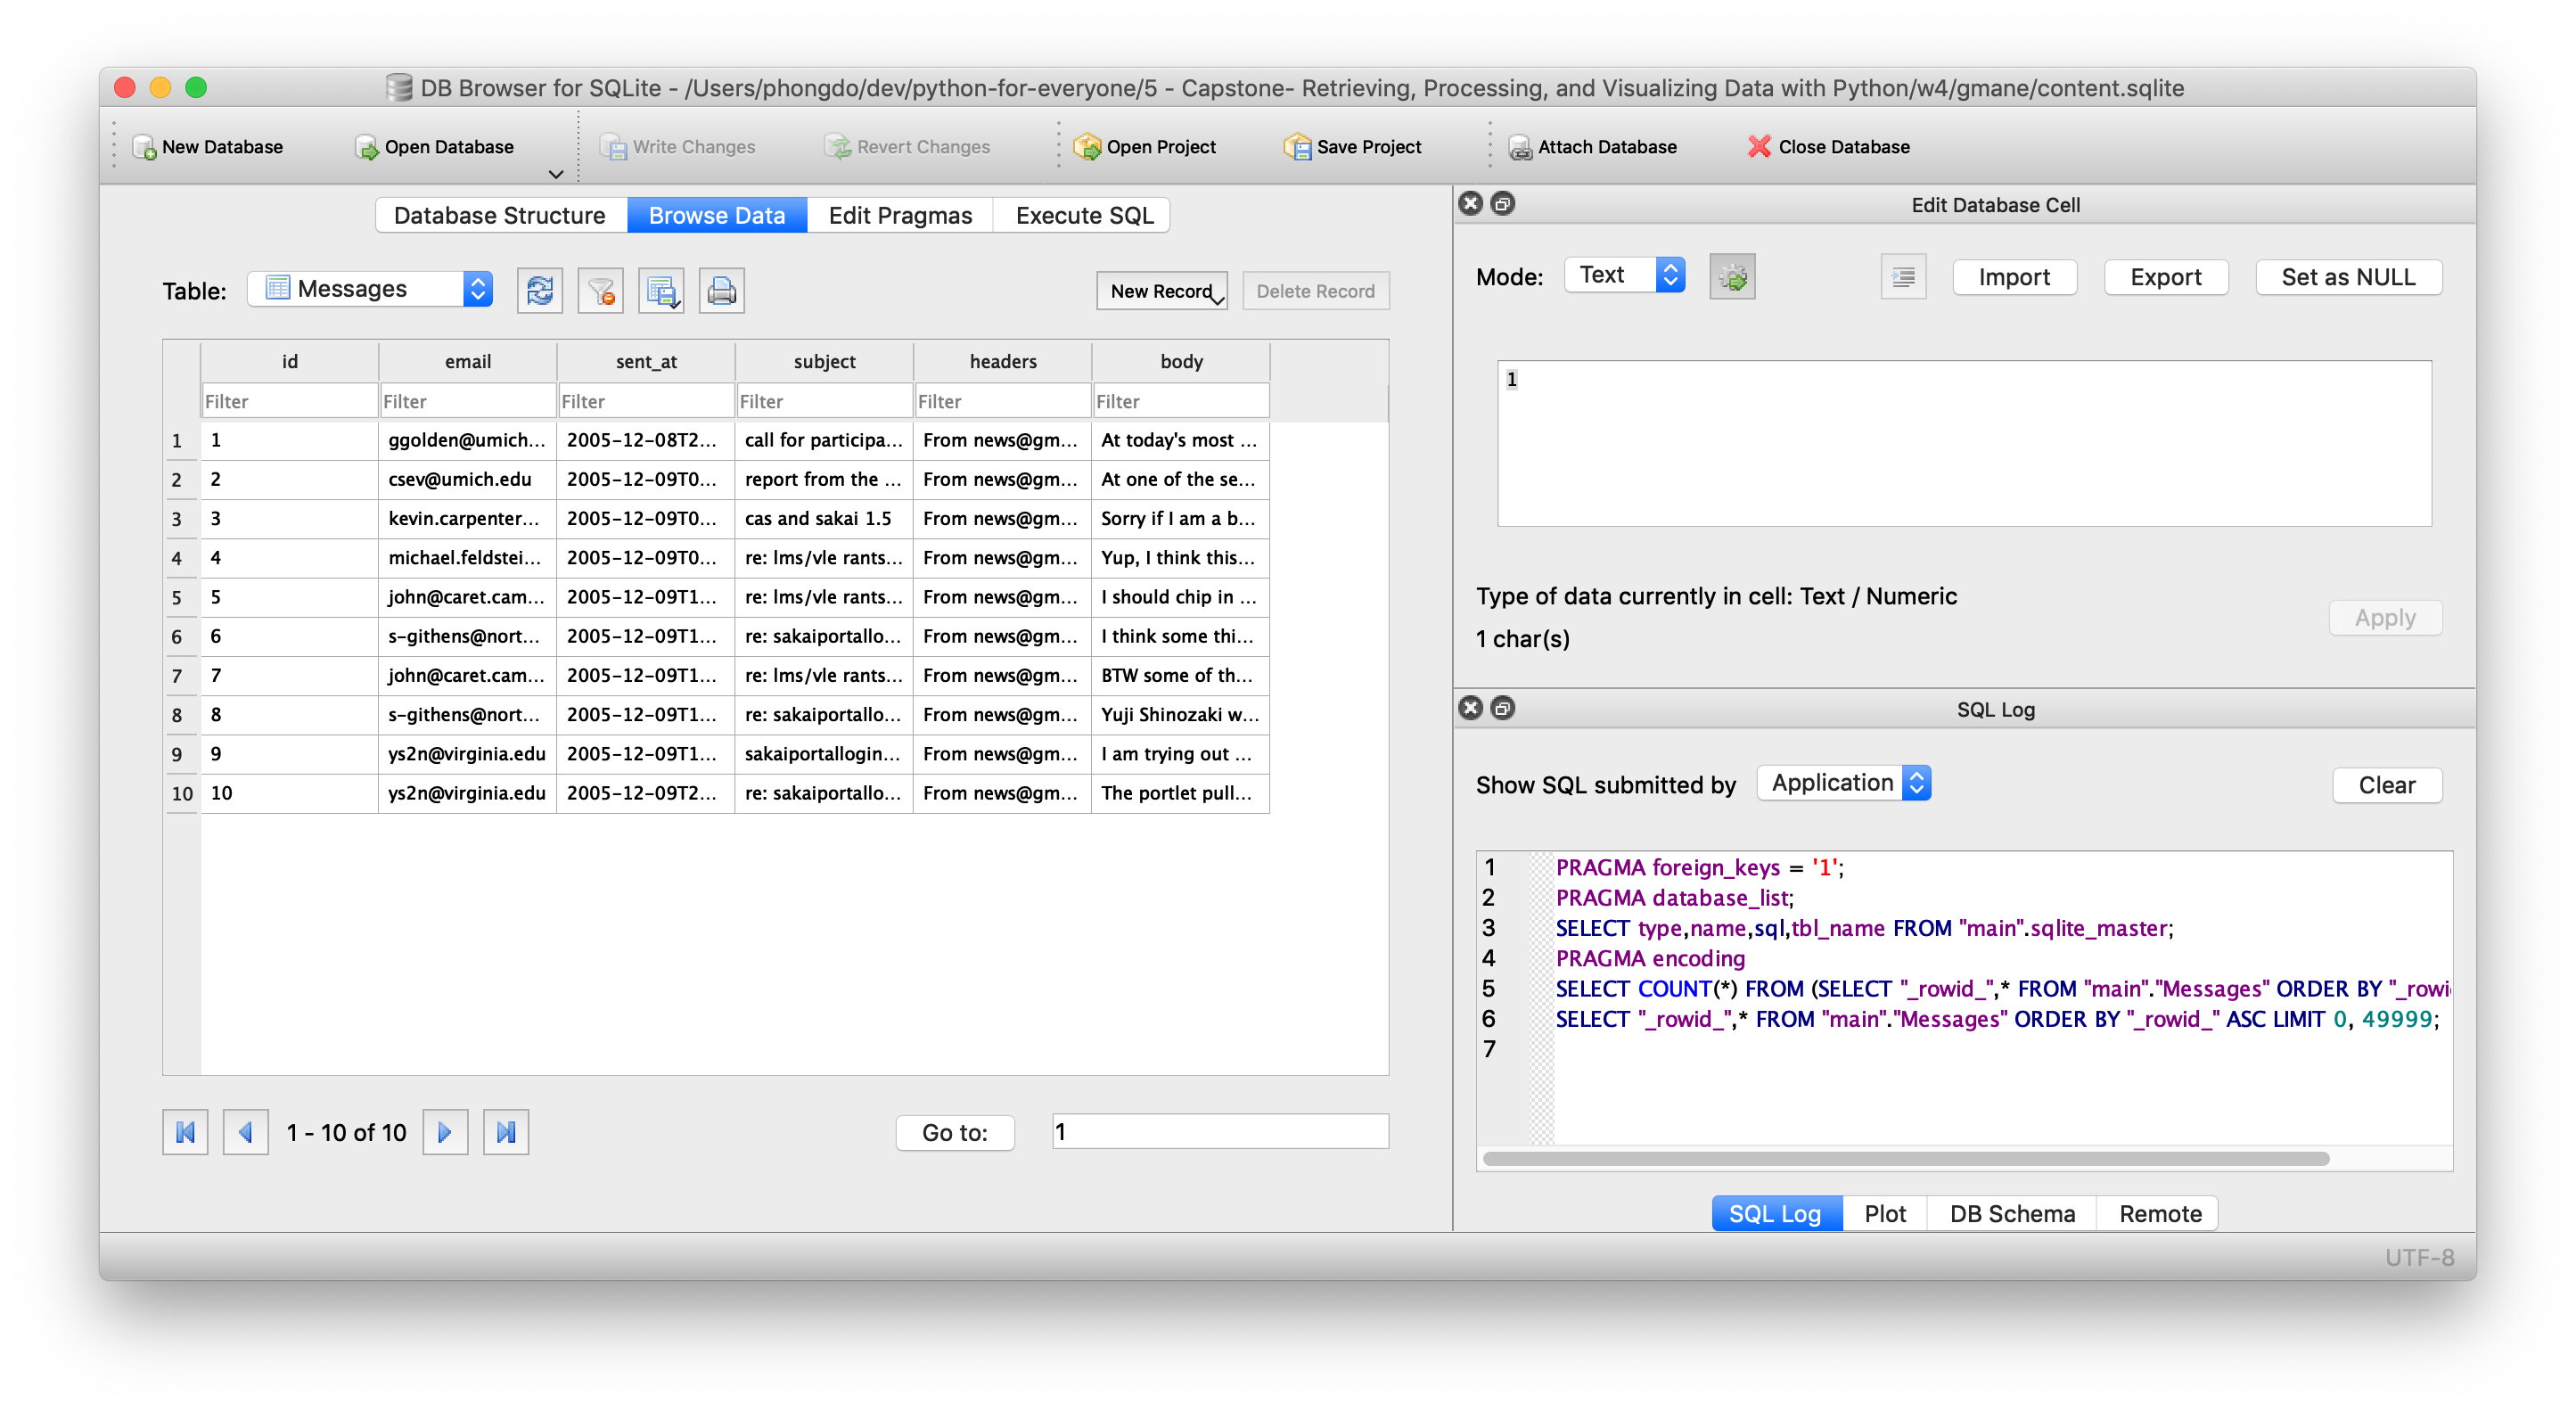 DB Browser for SQLite - /Users/phongdo/dev/python-for-everyone/5 - Capstone- Retrieving, Processing, and Visualizing Data with Python/w4/gmane/content.sqlite
New Database Open Database Write Changes Revert Changes Open Project Save Project Attach Database Close Database
Database Structure Browse Data Edit Pragmas Execute SQL
Table: Messages New Record Delete Record
id email sent_at subject headers body
Filter Filter Filter Filter Filter Filter
1 1 ggolden@umich... 2005-12-08T2... call for participa... From news@gm... At today's most ...
2 2 csev@umich.edu 2005-12-09T0... report from the ... From news@gm... At one of the se...
3 3 kevin.carpenter... 2005-12-09T0... cas and sakai 1.5 From news@gm... Sorry if I am a b...
4 4 michael.feldstei... 2005-12-09T0... re: lms/vle rants... From news@gm... Yup, I think this...
5 5 john@caret.cam... 2005-12-09T1... re: lms/vle rants... From news@gm... I should chip in ...
6 6 s-githens@nort... 2005-12-09T1... re: sakaiportallo... From news@gm... I think some thi...
7 7 john@caret.cam... 2005-12-09T1... re: lms/vle rants... From news@gm... BTW some of th...
8 8 s-githens@nort... 2005-12-09T1... re: sakaiportallo... From news@gm... Yuji Shinozaki w...
9 9 ys2n@virginia.edu 2005-12-09T1... sakaiportallogin... From news@gm... I am trying out ...
10 10 ys2n@virginia.edu 2005-12-09T2... re: sakaiportallo... From news@gm... The portlet pull...
1 - 10 of 10 Go to: 1
Edit Database Cell
Mode: Text Import Export Set as NULL
1
Type of data currently in cell: Text / Numeric
1 char(s)
Apply
SQL Log
Show SQL submitted by Application Clear
1 PRAGMA foreign_keys = '1';
2 PRAGMA database_list;
3 SELECT type,name,sql,tbl_name FROM "main".sqlite_master;
4 PRAGMA encoding
5 SELECT COUNT(*) FROM (SELECT "_rowid_",* FROM "main"."Messages" ORDER BY "_rowi
6 SELECT "_rowid_",* FROM "main"."Messages" ORDER BY "_rowid_" ASC LIMIT 0, 49999;
7
SQL Log Plot DB Schema Remote
UTF-8